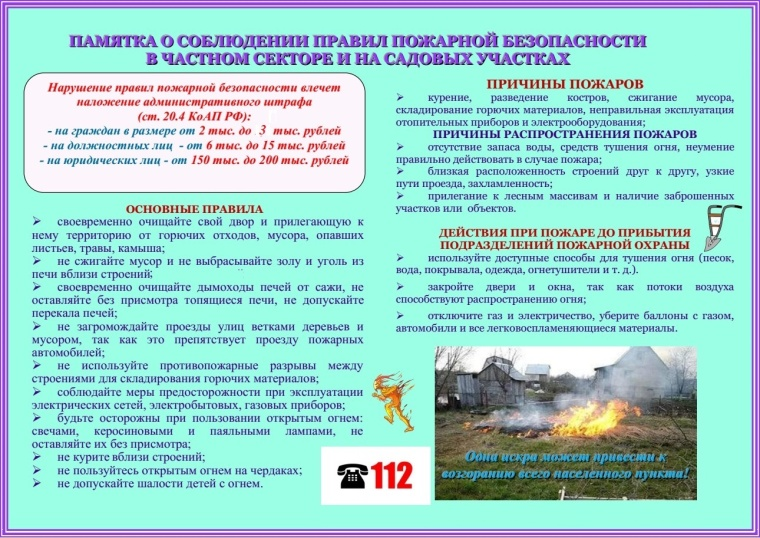 ПАМЯТКА О СОБЛЮДЕНИИ ПРАВИЛ ПОЖАРНОЙ БЕЗОПАСНОСТИ
В ЧАСТНОМ СЕКТОРЕ И НА САДОВЫХ УЧАСТКАХ
Нарушение правил пожарной безопасности влечет
наложение административного штрафа
(ст. 20.4 КоАП РФ):
- на граждан в размере от 2 тыс. до 3 тыс. рублей
- на должностных лиц - от 6 тыс. до 15 тыс. рублей
- на юридических лиц - от 150 тыс. до 200 тыс. рублей
ОСНОВНЫЕ ПРАВИЛА
➢ своевременно очищайте свой двор и прилегающую к
нему территорию от горючих отходов, мусора, опавших
листьев, травы, камыша;
➢ не сжигайте мусор и не выбрасывайте золу и уголь из
печи вблизи строений;
➢ своевременно очищайте дымоходы печей от сажи, не
оставляйте без присмотра топящиеся печи, не допускайте
перекала печей;
➢ не загромождайте проезды улиц ветками деревьев и
мусором, так как это препятствует проезду пожарных
автомобилей;
➢ не используйте противопожарные разрывы между
строениями для складирования горючих материалов;
➢ соблюдайте меры предосторожности при эксплуатации
электрических сетей, электробытовых, газовых приборов;
➢ будьте осторожны при пользовании открытым огнем:
свечами, керосиновыми и паяльными лампами, не
оставляйте их без присмотра;
➢ не курите вблизи строений;
➢ не пользуйтесь открытым огнем на чердаках;
➢ не допускайте шалости детей с огнем.
☎112
ПРИЧИНЫ ПОЖАРОВ
➢ курение, разведение костров, сжигание мусора,
складирование горючих материалов, неправильная эксплуатация
отопительных приборов и электрооборудования;
ПРИЧИНЫ РАСПРОСТРАНЕНИЯ ПОЖАРОВ
➢ отсутствие запаса воды, средств тушения огня, неумение
правильно действовать в случае пожара;
➢ близкая расположенность строений друг к другу, узкие
пути проезда, захламленность;
➢ прилегание к лесным массивам и наличие заброшенных
участков или объектов.
ДЕЙСТВИЯ ПРИ ПОЖАРЕ ДО ПРИБЫТИЯ
ПОДРАЗДЕЛЕНИЙ ПОЖАРНОЙ ОХРАНЫ
➢ используйте доступные способы для тушения огня (песок,
вода, покрывала, одежда, огнетушители и т. д.).
➢ закройте двери и окна, так как потоки воздуха
способствуют распространению огня;
➢ отключите газ и электричество, уберите баллоны с газом,
автомобили и все легковоспламеняющиеся материалы.
Одна искра может привести к
возгоранию всего населенного пункта!